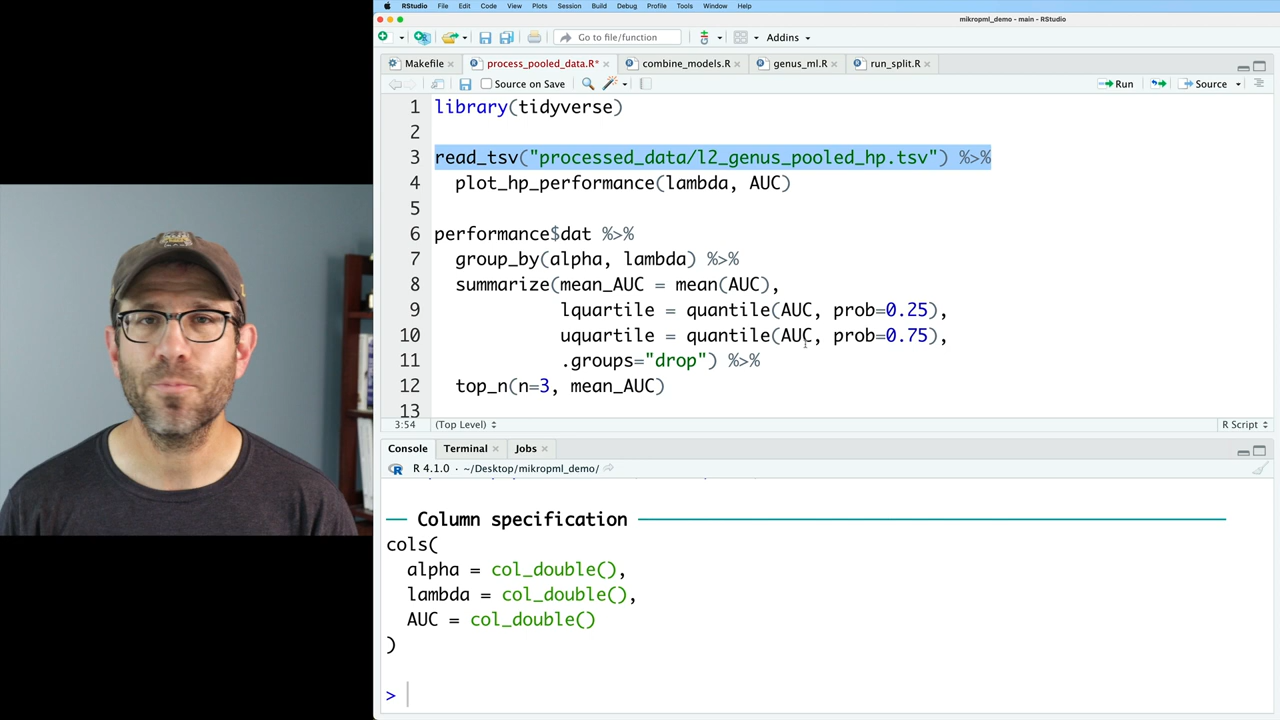 RStudio File Edit Code View Plots Session Build Debug Profile Tools Window Help
mikropml_demo - main - RStudio
Go to file/function Addins
Makefile process_pooled_data.R* combine_models.R genus_ml.R run_split.R
Source on Save Run Source
1 library(tidyverse)
2
3 read_tsv("processed_data/l2_genus_pooled_hp.tsv") %>%
4 plot_hp_performance(lambda, AUC)
5
6 performance$dat %>%
7 group_by(alpha, lambda) %>%
8 summarize(mean_AUC = mean(AUC),
9 lquartile = quantile(AUC, prob=0.25),
10 uquartile = quantile(AUC, prob=0.75),
11 .groups="drop") %>%
12 top_n(n=3, mean_AUC)
13
3:54 (Top Level) R Script
Console Terminal Jobs
R 4.1.0 · ~/Desktop/mikropml_demo/
Column specification
cols(
alpha = col_double(),
lambda = col_double(),
AUC = col_double()
)
>